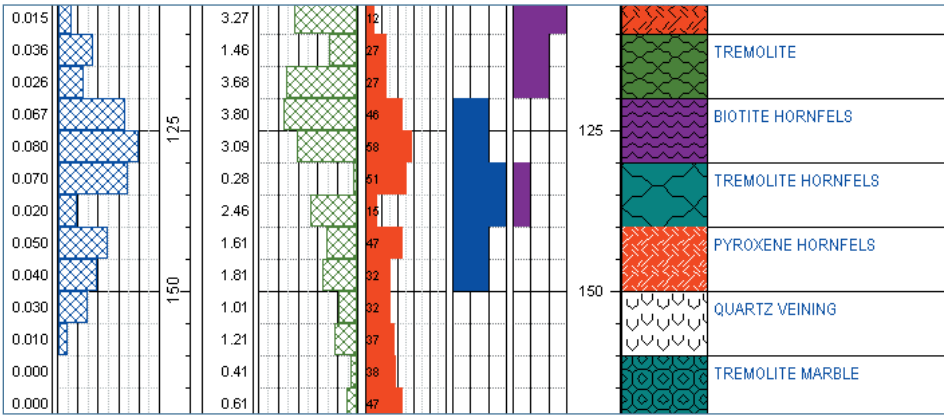 0.015 3.27 12
0.036 1.46 27 TREMOLITE
0.026 3.68 27
0.067 3.80 46 BIOTITE HORNFELS
125 125
0.080 3.09 58
0.070 0.28 51 TREMOLITE HORNFELS
0.020 2.46 15
0.050 1.61 47 PYROXENE HORNFELS
0.040 1.81 32
150 150
0.030 1.01 32 QUARTZ VEINING
0.010 1.21 37
0.000 0.41 38 TREMOLITE MARBLE
0.000 0.61 47